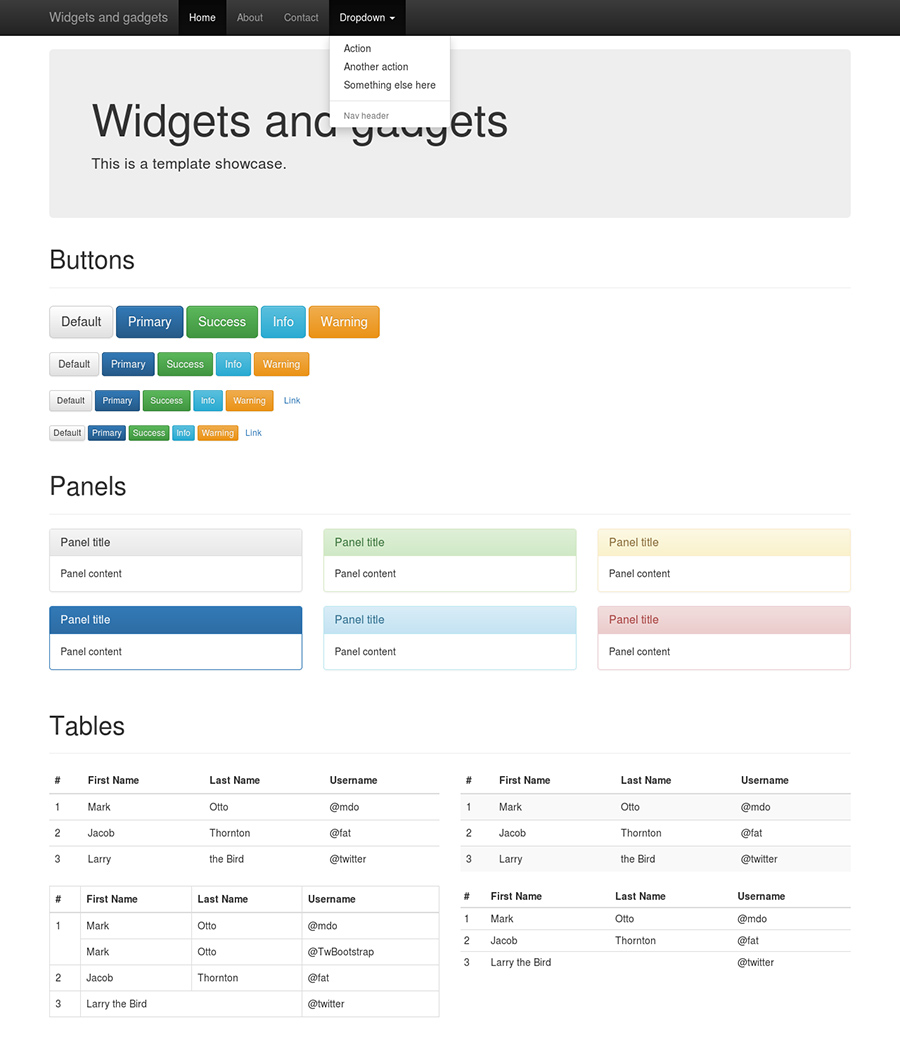 Widgets and gadgets Home About Contact Dropdown
Action
Another action
Something else here
Nav header
Widgets and gadgets
This is a template showcase.
Buttons
Default Primary Success Info Warning
Default Primary Success Info Warning
Default Primary Success Info Warning Link
Default Primary Success Info Warning Link
Panels
Panel title Panel title Panel title
Panel content Panel content Panel content
Panel title Panel title Panel title
Panel content Panel content Panel content
Tables
# First Name Last Name Username
1 Mark Otto @mdo
2 Jacob Thornton @fat
3 Larry the Bird @twitter
# First Name Last Name Username
1 Mark Otto @mdo
2 Jacob Thornton @fat
3 Larry the Bird @twitter
# First Name Last Name Username
1 Mark Otto @mdo
Mark Otto @TwBootstrap
2 Jacob Thornton @fat
3 Larry the Bird @twitter
# First Name Last Name Username
1 Mark Otto @mdo
2 Jacob Thornton @fat
3 Larry the Bird @twitter